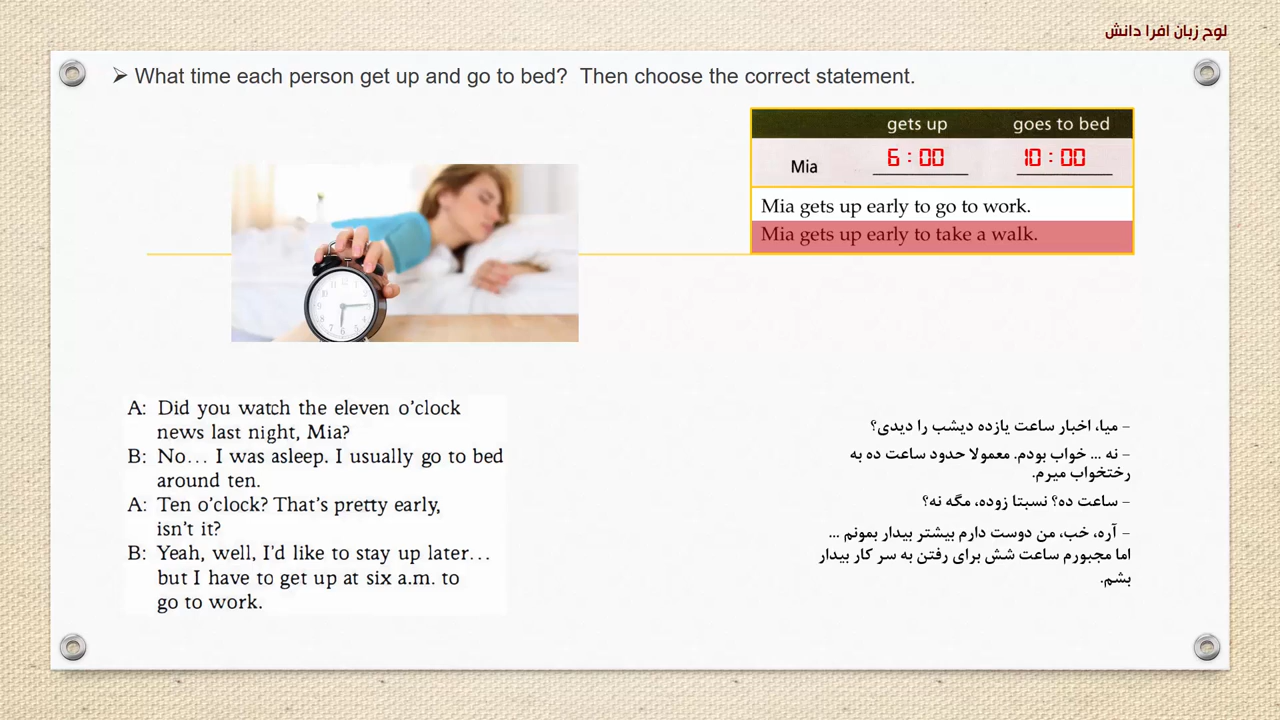 لوح زبان افرا دانش
➢ What time each person get up and go to bed? Then choose the correct statement.
gets up goes to bed
Mia 6:00 10:00
Mia gets up early to go to work.
Mia gets up early to take a walk.
A: Did you watch the eleven o'clock
news last night, Mia?
B: No... I was asleep. I usually go to bed
around ten.
A: Ten o'clock? That's pretty early,
isn't it?
B: Yeah, well, I'd like to stay up later...
but I have to get up at six a.m. to
go to work.
– میا، اخبار ساعت یازده دیشب را دیدی؟
– نه ... خواب بودم. معمولا حدود ساعت ده به
رختخواب میرم.
– ساعت ده؟ نسبتا زوده، مگه نه؟
– آره، خب، من دوست دارم بیشتر بیدار بمونم ...
اما مجبورم ساعت شش برای رفتن به سر کار بیدار
بشم.